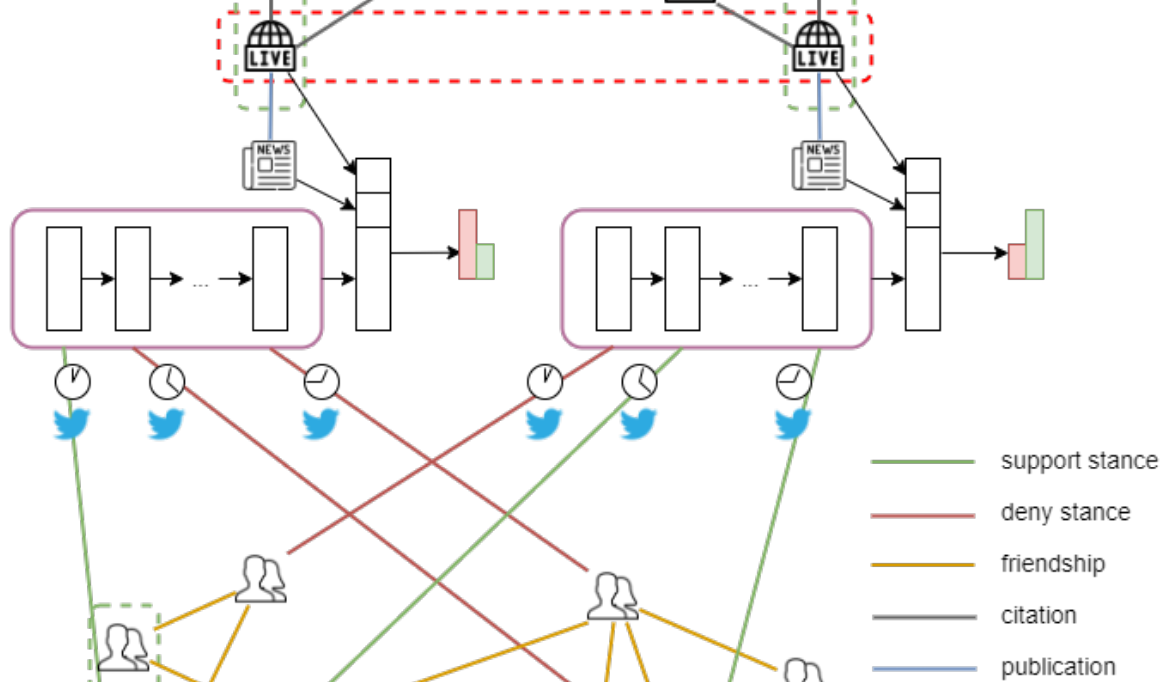 LIVE
LIVE
NEWS
NEWS
...
...
support stance
deny stance
friendship
citation
publication